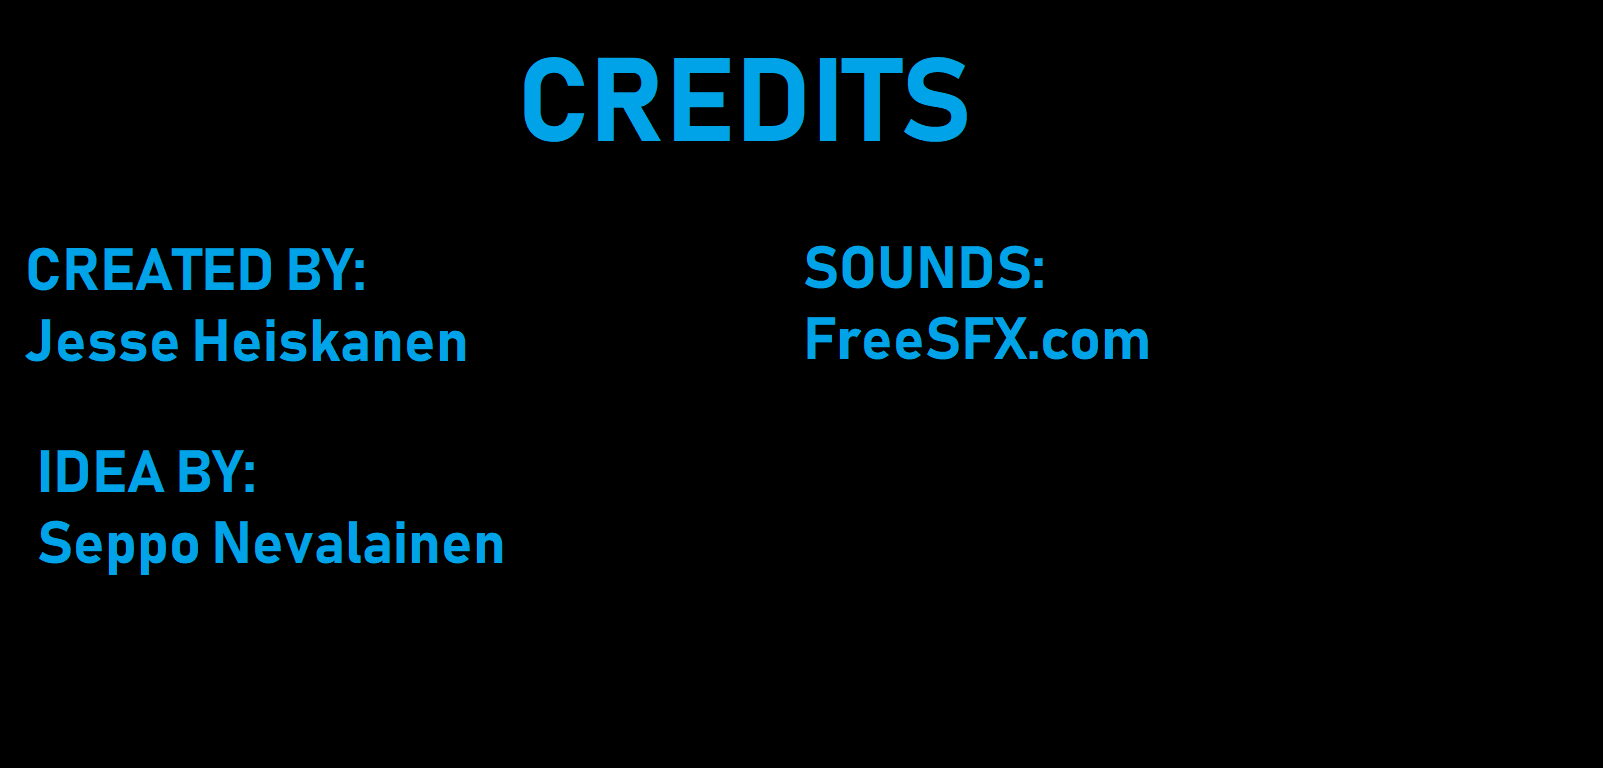 CREDITS
CREATED BY:
Jesse Heiskanen
IDEA BY:
Seppo Nevalainen
SOUNDS:
FreeSFX.com